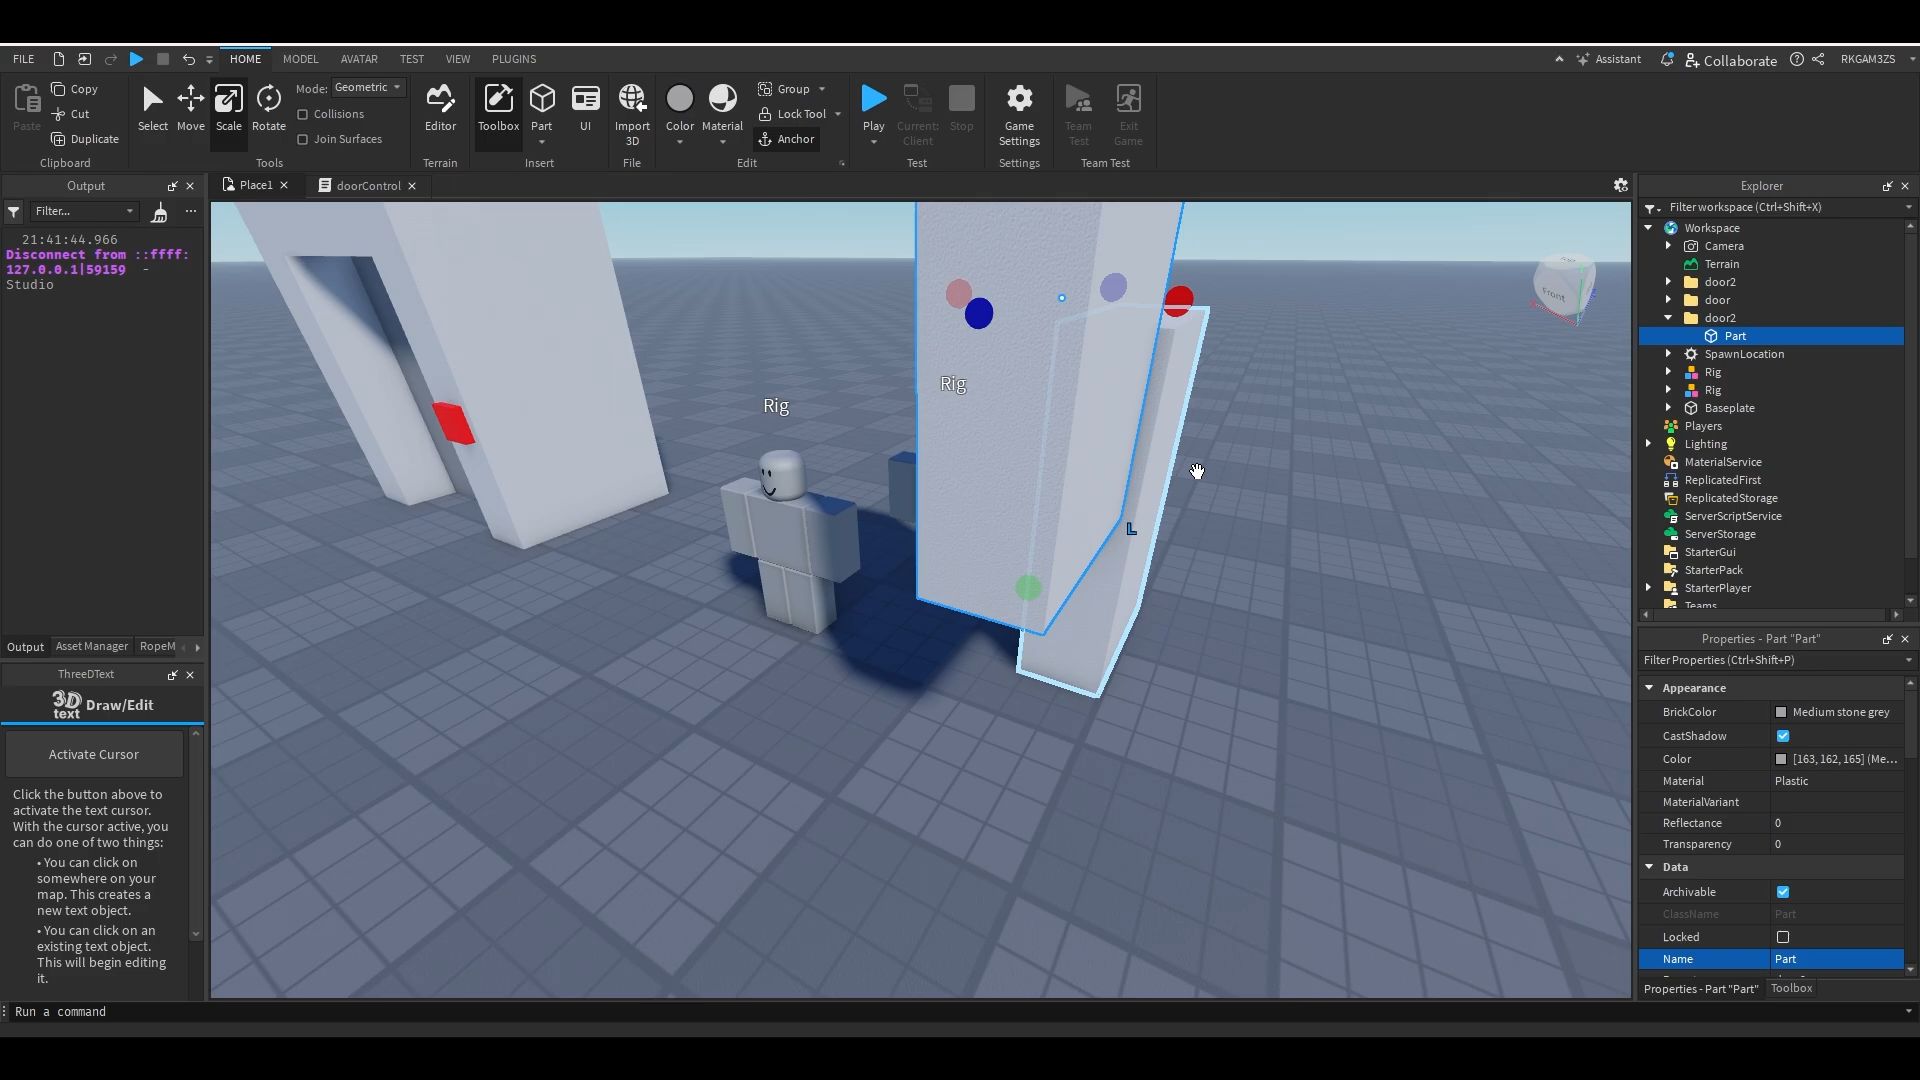 FILE HOME MODEL AVATAR TEST VIEW PLUGINS Assistant Collaborate RKGAM3ZS
Paste Copy Cut Duplicate Clipboard
Select Move Scale Rotate Mode: Geometric Collisions Join Surfaces Tools
Editor Terrain
Toolbox Part UI Insert
Import 3D File
Color Material Group Lock Tool Anchor Edit
Play Current: Client Stop Test
Game Settings Settings
Team Test Exit Game Team Test
Output
Filter...
21:41:44.966
Disconnect from ::ffff:
127.0.0.1|59159 -
Studio
Output Asset Manager RopeM
ThreeDText
3D text Draw/Edit
Activate Cursor
Click the button above to
activate the text cursor.
With the cursor active, you
can do one of two things:
• You can click on
somewhere on your
map. This creates a
new text object.
• You can click on an
existing text object.
This will begin editing
it.
Place1 doorControl
Rig
Rig
L
Front
Explorer
Filter workspace (Ctrl+Shift+X)
Workspace
Camera
Terrain
door2
door
door2
Part
SpawnLocation
Rig
Rig
Baseplate
Players
Lighting
MaterialService
ReplicatedFirst
ReplicatedStorage
ServerScriptService
ServerStorage
StarterGui
StarterPack
StarterPlayer
Teams
Properties - Part "Part"
Filter Properties (Ctrl+Shift+P)
Appearance
BrickColor Medium stone grey
CastShadow
Color [163, 162, 165] (Me...
Material Plastic
MaterialVariant
Reflectance 0
Transparency 0
Data
Archivable
ClassName Part
Locked
Name Part
Properties - Part "Part" Toolbox
Run a command